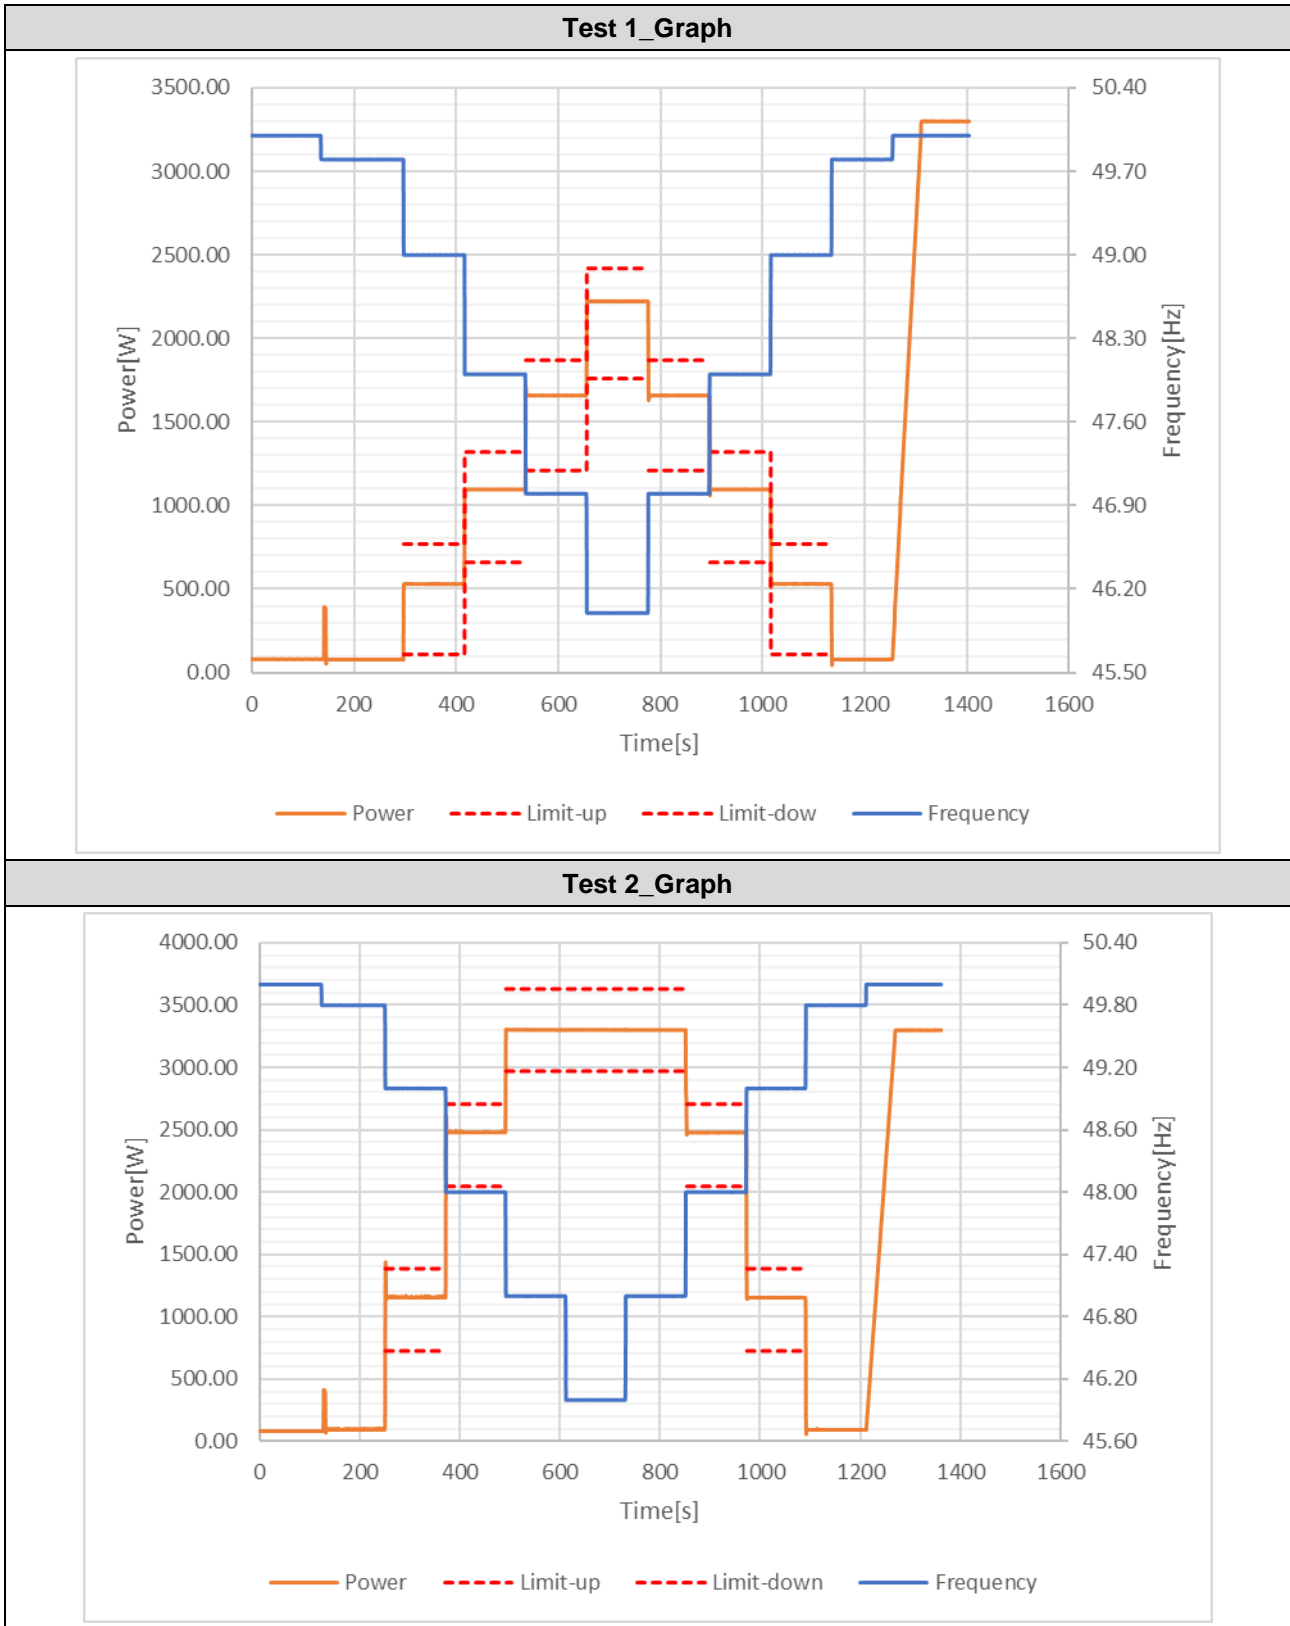 Test 1_Graph
3500.00 50.40
3000.00 49.70
2500.00 49.00
2000.00 48.30
1500.00 47.60
1000.00 46.90
500.00 46.20
0.00 45.50
Power[W]
Frequency[Hz]
0 200 400 600 800 1000 1200 1400 1600
Time[s]
Power Limit-up Limit-dow Frequency
Test 2_Graph
4000.00 50.40
3500.00 49.80
3000.00 49.20
2500.00 48.60
2000.00 48.00
1500.00 47.40
1000.00 46.80
500.00 46.20
0.00 45.60
Power[W]
Frequency[Hz]
0 200 400 600 800 1000 1200 1400 1600
Time[s]
Power Limit-up Limit-down Frequency